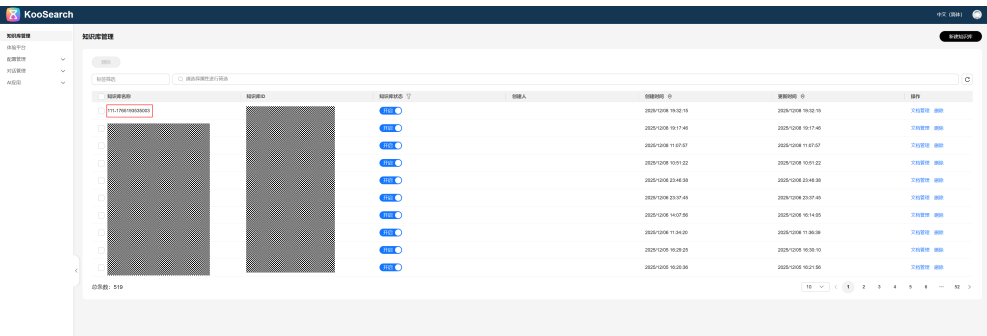 KooSearch
中文 (简体)
知识库管理
体验平台
配置管理
对话管理
AI应用
知识库管理
新建知识库
删除
标签筛选
请选择属性进行筛选
知识库名称 知识库ID 知识库状态 创建人 创建时间 更新时间 操作
111-1765193535003 开启 2025/12/08 19:32:15 2025/12/08 19:32:15 文档管理 删除
开启 2025/12/08 19:17:46 2025/12/08 19:17:46 文档管理 删除
开启 2025/12/08 11:07:57 2025/12/08 11:07:57 文档管理 删除
开启 2025/12/08 10:51:22 2025/12/08 10:51:22 文档管理 删除
开启 2025/12/06 23:46:38 2025/12/06 23:46:38 文档管理 删除
开启 2025/12/06 23:37:45 2025/12/06 23:37:45 文档管理 删除
开启 2025/12/06 14:07:56 2025/12/06 16:14:05 文档管理 删除
开启 2025/12/06 11:34:20 2025/12/06 11:36:39 文档管理 删除
开启 2025/12/05 16:29:25 2025/12/05 16:30:10 文档管理 删除
开启 2025/12/05 16:20:36 2025/12/05 16:21:56 文档管理 删除
总条数: 519
10 1 2 3 4 5 6 ··· 52